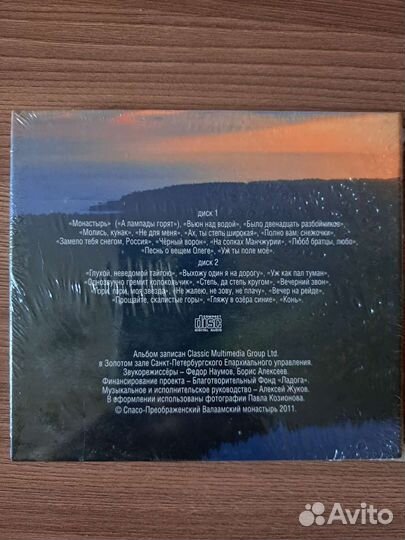 диск 1
«Монастырь» («А лампады горят»), «Вьюн над водой», «Было двенадцать разбойников»,
«Молись, кунак», «Не для меня», «Ах, ты степь широкая», «Полно вам, снежочки»,
«Замело тебя снегом, Россия», «Чёрный ворон», «На сопках Манчжурии», «Любо братцы, любо»,
«Песнь о вещем Олеге», «Уж ты поле моё».
диск 2
«Глухой, неведомой тайгою», «Выхожу один я на дорогу», «Уж как пал туман»,
«Однозвучно гремит колокольчик», «Степь, да степь кругом», «Вечерний звон»,
«Гори, гори, моя звезда», «Не жалею, не зову, не плачу», «Вечер на рейде»,
«Прощайте, скалистые горы», «Гляжу в озёра синие», «Конь».
COMPACT
disc
DIGITAL AUDIO
Альбом записан Classic Multimedia Group Ltd.
в Золотом зале Санкт-Петербургского Епархиального управления.
Звукорежиссёры – Федор Наумов, Борис Алексеев.
Финансирование проекта – Благотворительный Фонд «Ладога».
Музыкальное и исполнительское руководство – Алексей Жуков.
В оформлении использованы фотографии Павла Козионова.
© Спасо-Преображенский Валаамский монастырь 2011.
Avito